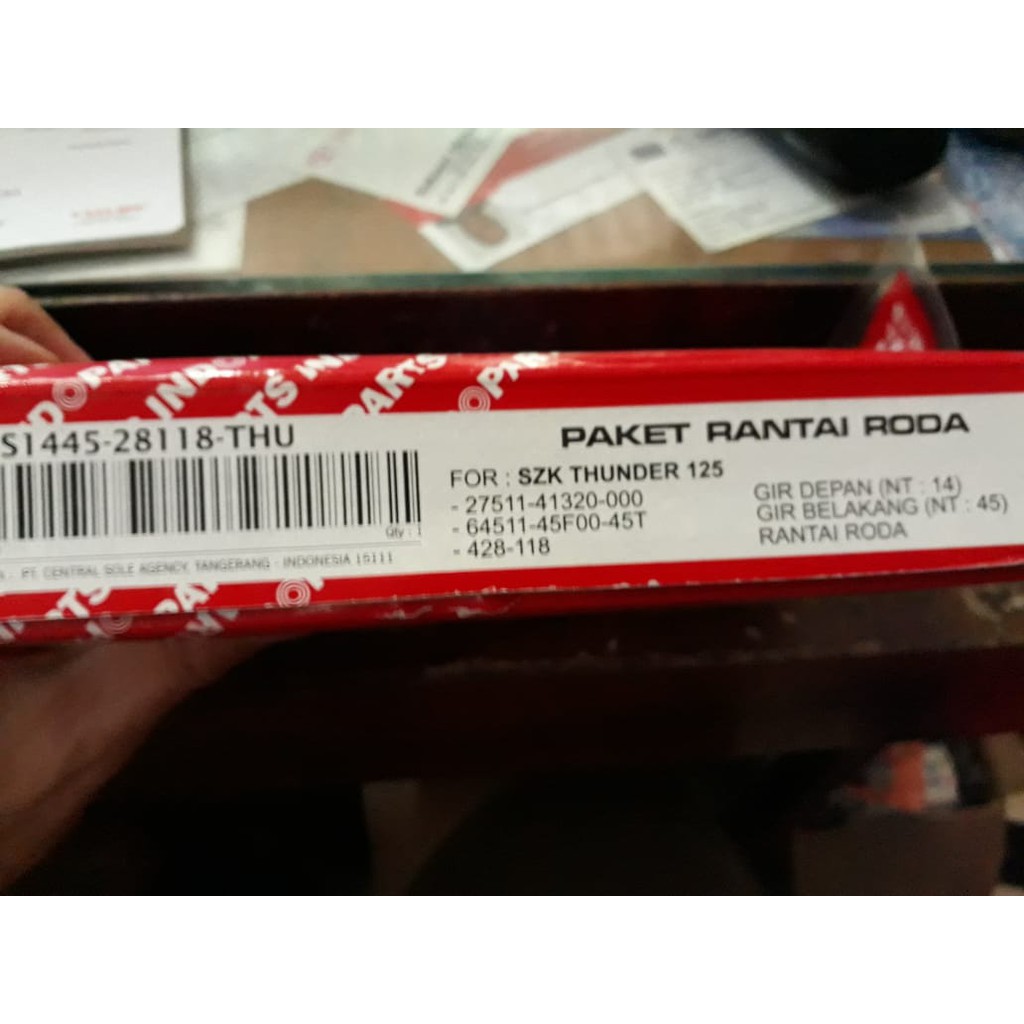 S1445-28118-THU
Qty : 1
PT. CENTRAL SOLE AGENCY, TANGERANG - INDONESIA 15111
PAKET RANTAI RODA
FOR : SZK THUNDER 125
- 27511-41320-000 GIR DEPAN (NT : 14)
- 64511-45F00-45T GIR BELAKANG (NT : 45)
- 428-118 RANTAI RODA